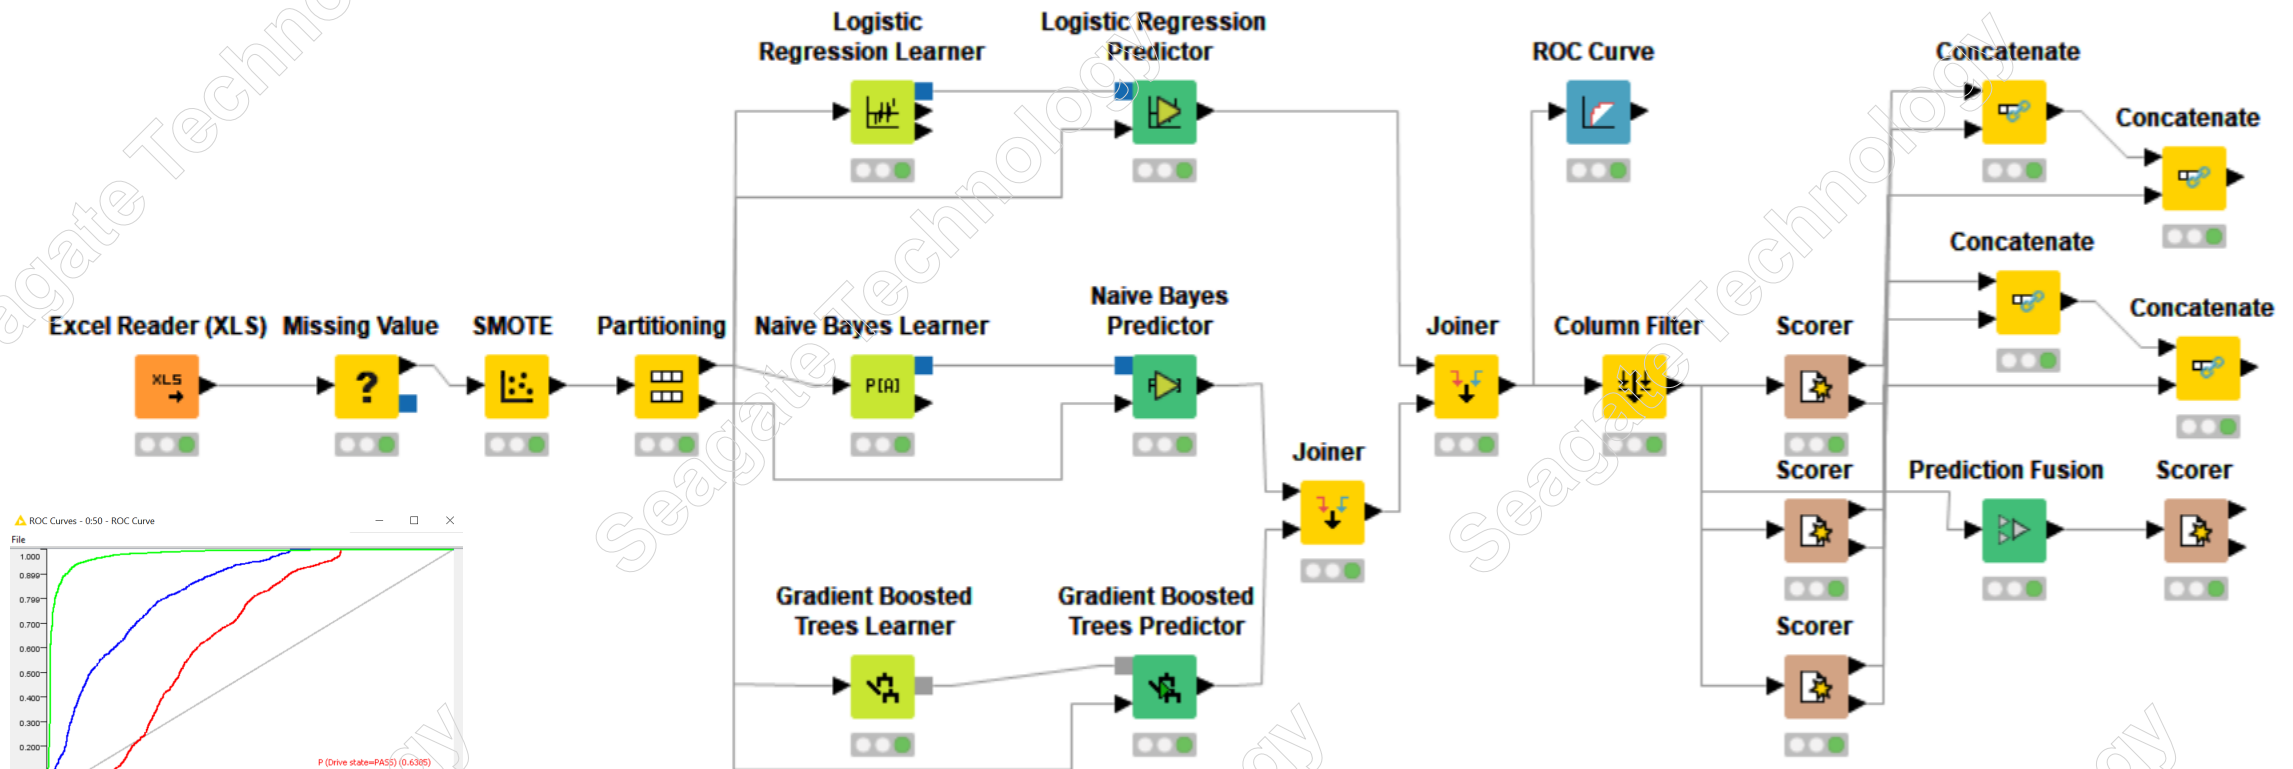 Logistic
Regression Learner
Logistic Regression
Predictor
ROC Curve
Concatenate
Concatenate
Concatenate
Concatenate
Excel Reader (XLS)
Missing Value
SMOTE
Partitioning
Naive Bayes Learner
Naive Bayes
Predictor
Joiner
Column Filter
Scorer
XLS
?
P[A]
Joiner
Scorer
Prediction Fusion
Scorer
Gradient Boosted
Trees Learner
Gradient Boosted
Trees Predictor
Scorer
ROC Curves - 0:50 - ROC Curve
File
1.000
0.899
0.799
0.700
0.600
0.500
0.400
0.300
0.200
P (Drive state=PASS) (0.6305)
Seagate Technology
Seagate Technology
Seagate Technology